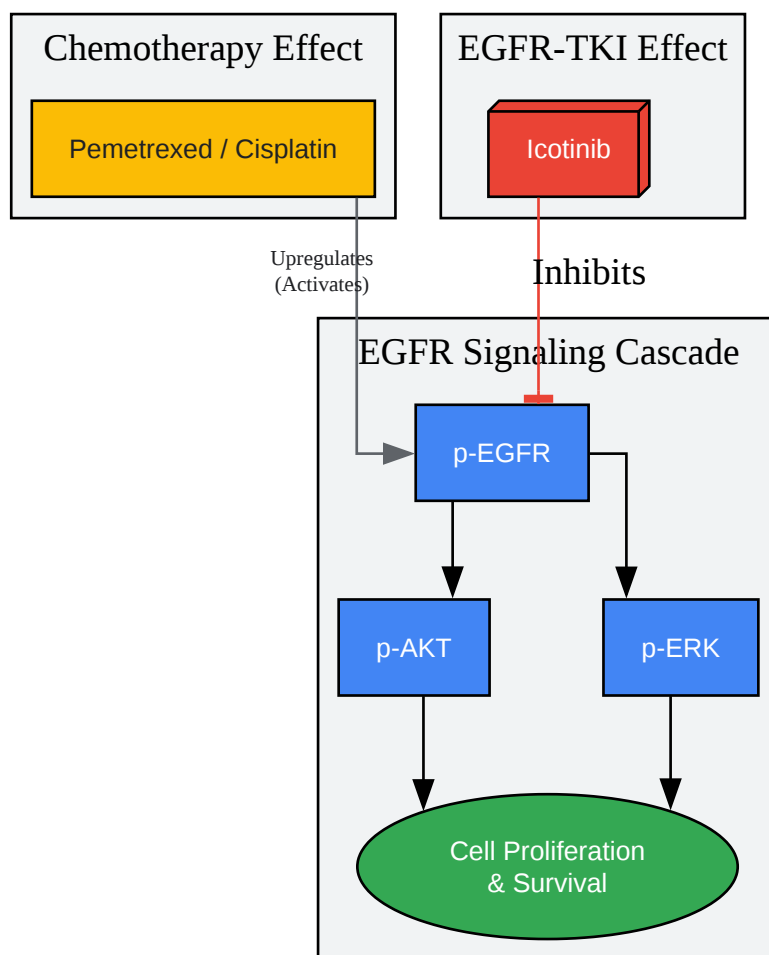 Chemotherapy Effect
EGFR-TKI Effect
Pemetrexed / Cisplatin
Icotinib
Upregulates
(Activates)
Inhibits
EGFR Signaling Cascade
p-EGFR
p-AKT
p-ERK
Cell Proliferation
& Survival